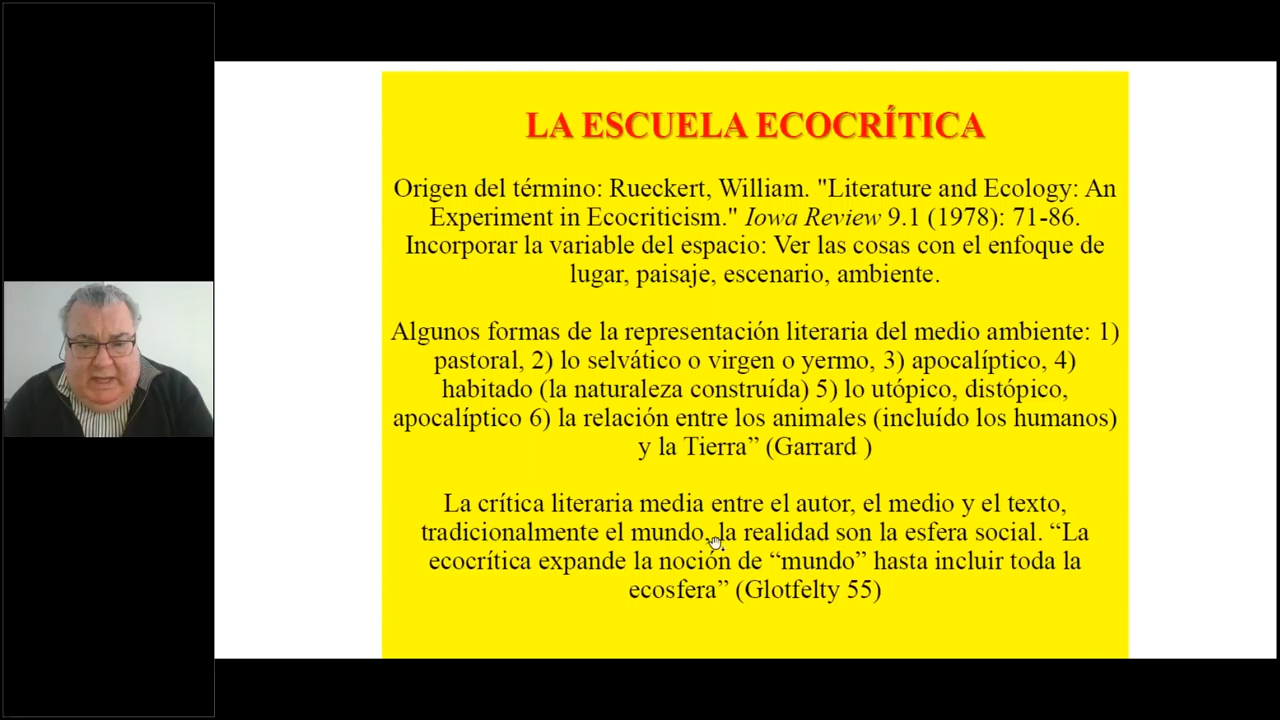 LA ESCUELA ECOCRÍTICA
Origen del término: Rueckert, William. "Literature and Ecology: An
Experiment in Ecocriticism." Iowa Review 9.1 (1978): 71-86.
Incorporar la variable del espacio: Ver las cosas con el enfoque de
lugar, paisaje, escenario, ambiente.
Algunos formas de la representación literaria del medio ambiente: 1)
pastoral, 2) lo selvático o virgen o yermo, 3) apocalíptico, 4)
habitado (la naturaleza construída) 5) lo utópico, distópico,
apocalíptico 6) la relación entre los animales (incluído los humanos)
y la Tierra” (Garrard )
La crítica literaria media entre el autor, el medio y el texto,
tradicionalmente el mundo, la realidad son la esfera social. “La
ecocrítica expande la noción de “mundo” hasta incluir toda la
ecosfera” (Glotfelty 55)